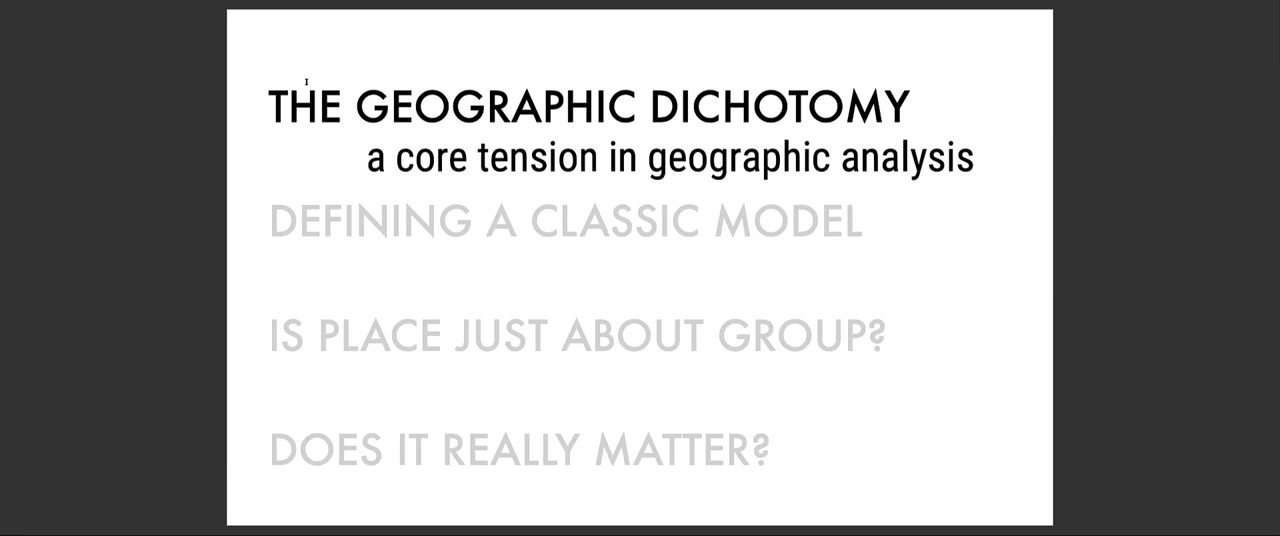 THE GEOGRAPHIC DICHOTOMY
a core tension in geographic analysis
DEFINING A CLASSIC MODEL
IS PLACE JUST ABOUT GROUP?
DOES IT REALLY MATTER?